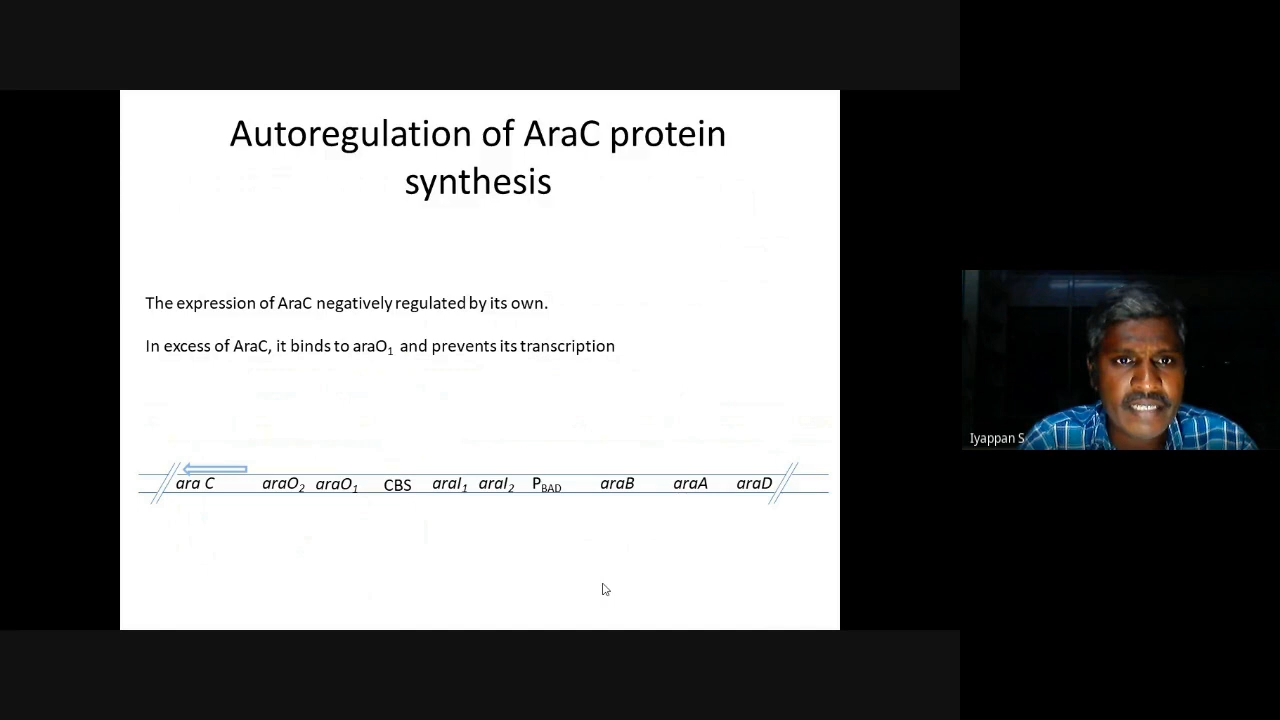 Autoregulation of AraC protein
synthesis
The expression of AraC negatively regulated by its own.
In excess of AraC, it binds to araO₁ and prevents its transcription
ara C araO₂ araO₁ CBS araI₁ araI₂ P_BAD araB araA araD
Iyappan S